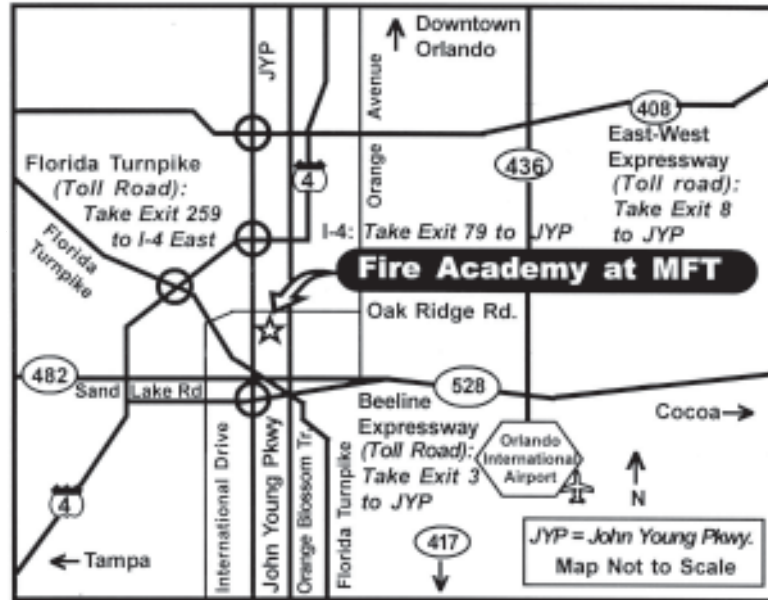 JYP
Downtown
Orlando
Orange Avenue
408
East-West
Expressway
(Toll road):
Take Exit 8
to JYP
436
Florida Turnpike
(Toll Road):
Take Exit 259
to I-4 East
4
I-4: Take Exit 79 to JYP
Florida
Turnpike
Fire Academy at MFT
Oak Ridge Rd.
482
Sand Lake Rd
528
Beeline
Expressway
(Toll Road):
Take Exit 3
to JYP
Cocoa
Orlando
International
Airport
N
International Drive
John Young Pkwy
Orange Blossom Tr.
Florida Turnpike
4
Tampa
417
JYP = John Young Pkwy.
Map Not to Scale